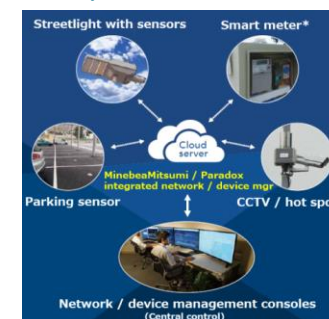 Streetlight with sensors
Smart meter*
Cloud
server
MinebeaMitsumi / Paradox
integrated network / device mgr
Parking sensor
CCTV / hot spo
Network / device management consoles
(Central control)